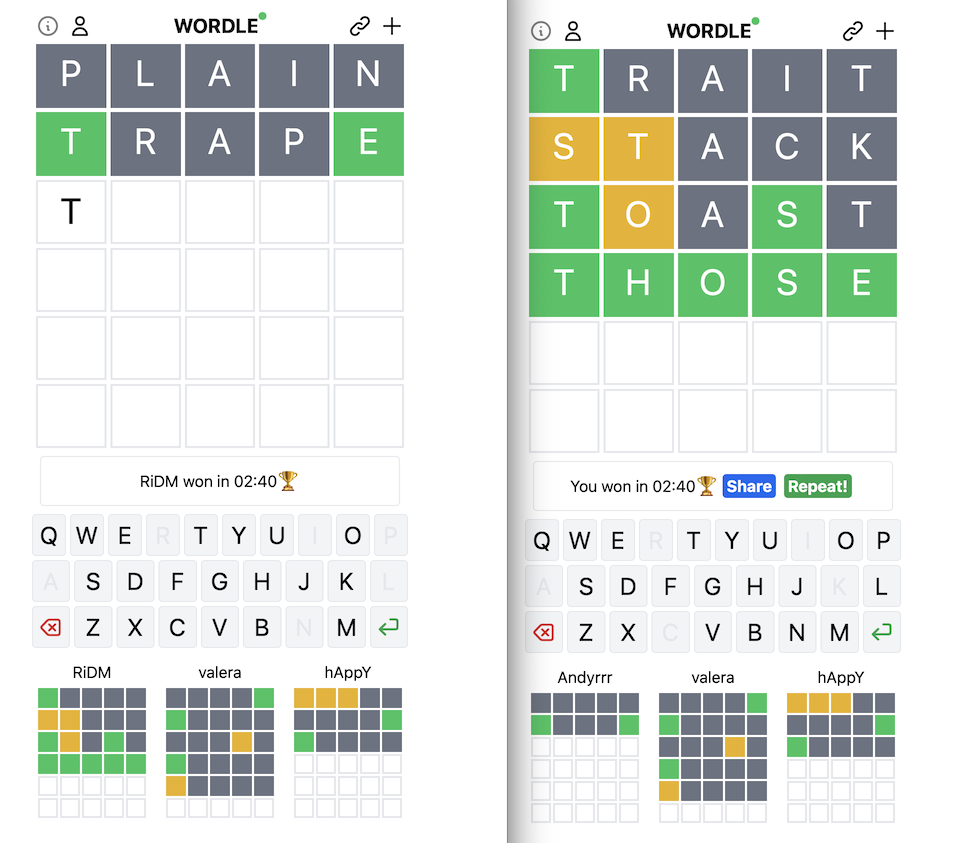 WORDLE
P L A I N
T R A P E
T
RiDM won in 02:40🏆
Q W E R T Y U I O P
A S D F G H J K L
Z X C V B N M
RiDM valera hAppY
WORDLE
T R A I T
S T A C K
T O A S T
T H O S E
You won in 02:40🏆 Share Repeat!
Q W E R T Y U I O P
A S D F G H J K L
Z X C V B N M
Andyrrr valera hAppY